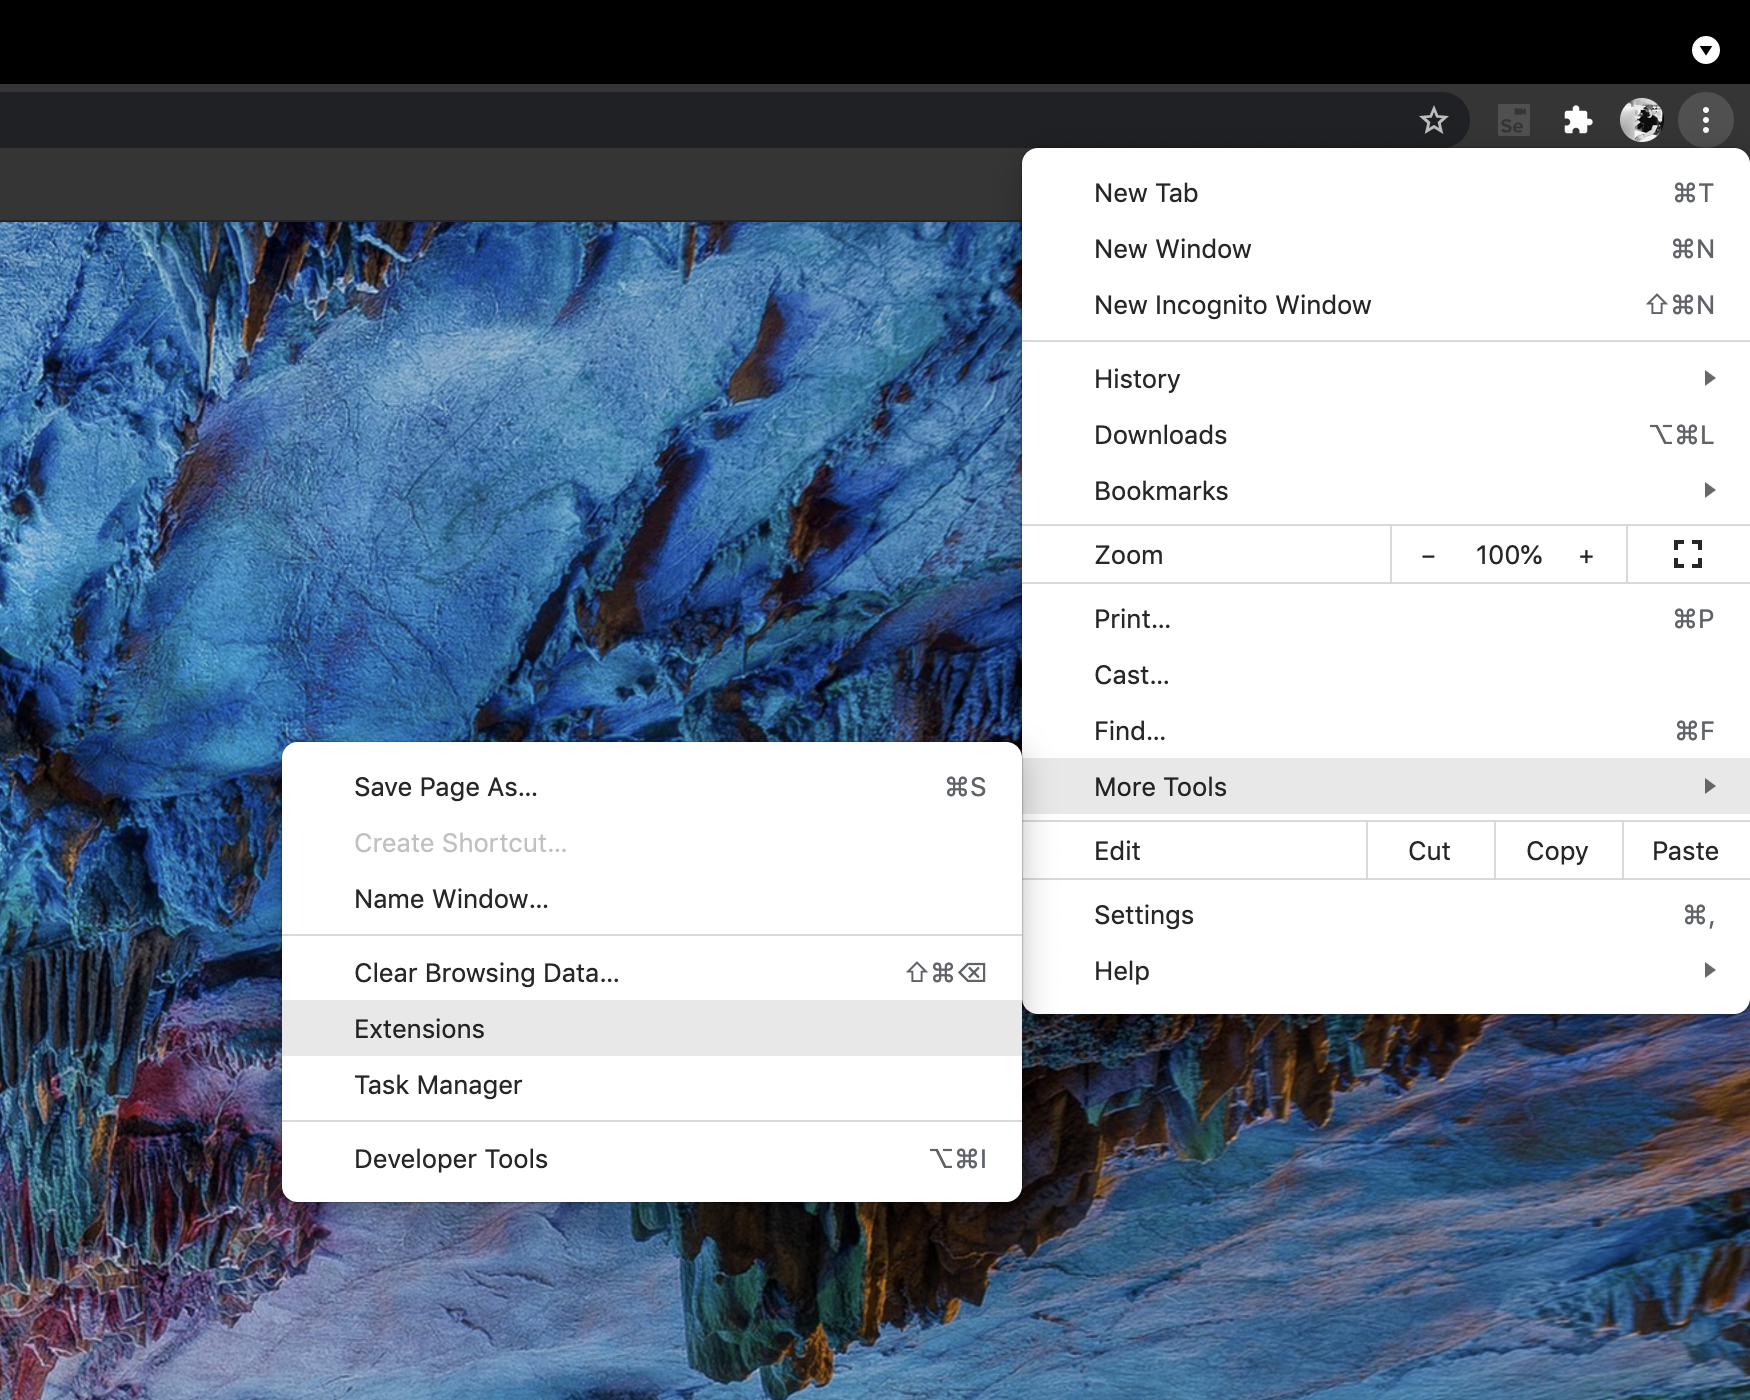 Se
New Tab ⌘T
New Window ⌘N
New Incognito Window ⇧⌘N
History
Downloads ⌥⌘L
Bookmarks
Zoom − 100% +
Print... ⌘P
Cast...
Find... ⌘F
More Tools
Edit Cut Copy Paste
Settings ⌘,
Help
Save Page As... ⌘S
Create Shortcut...
Name Window...
Clear Browsing Data... ⇧⌘⌫
Extensions
Task Manager
Developer Tools ⌥⌘I